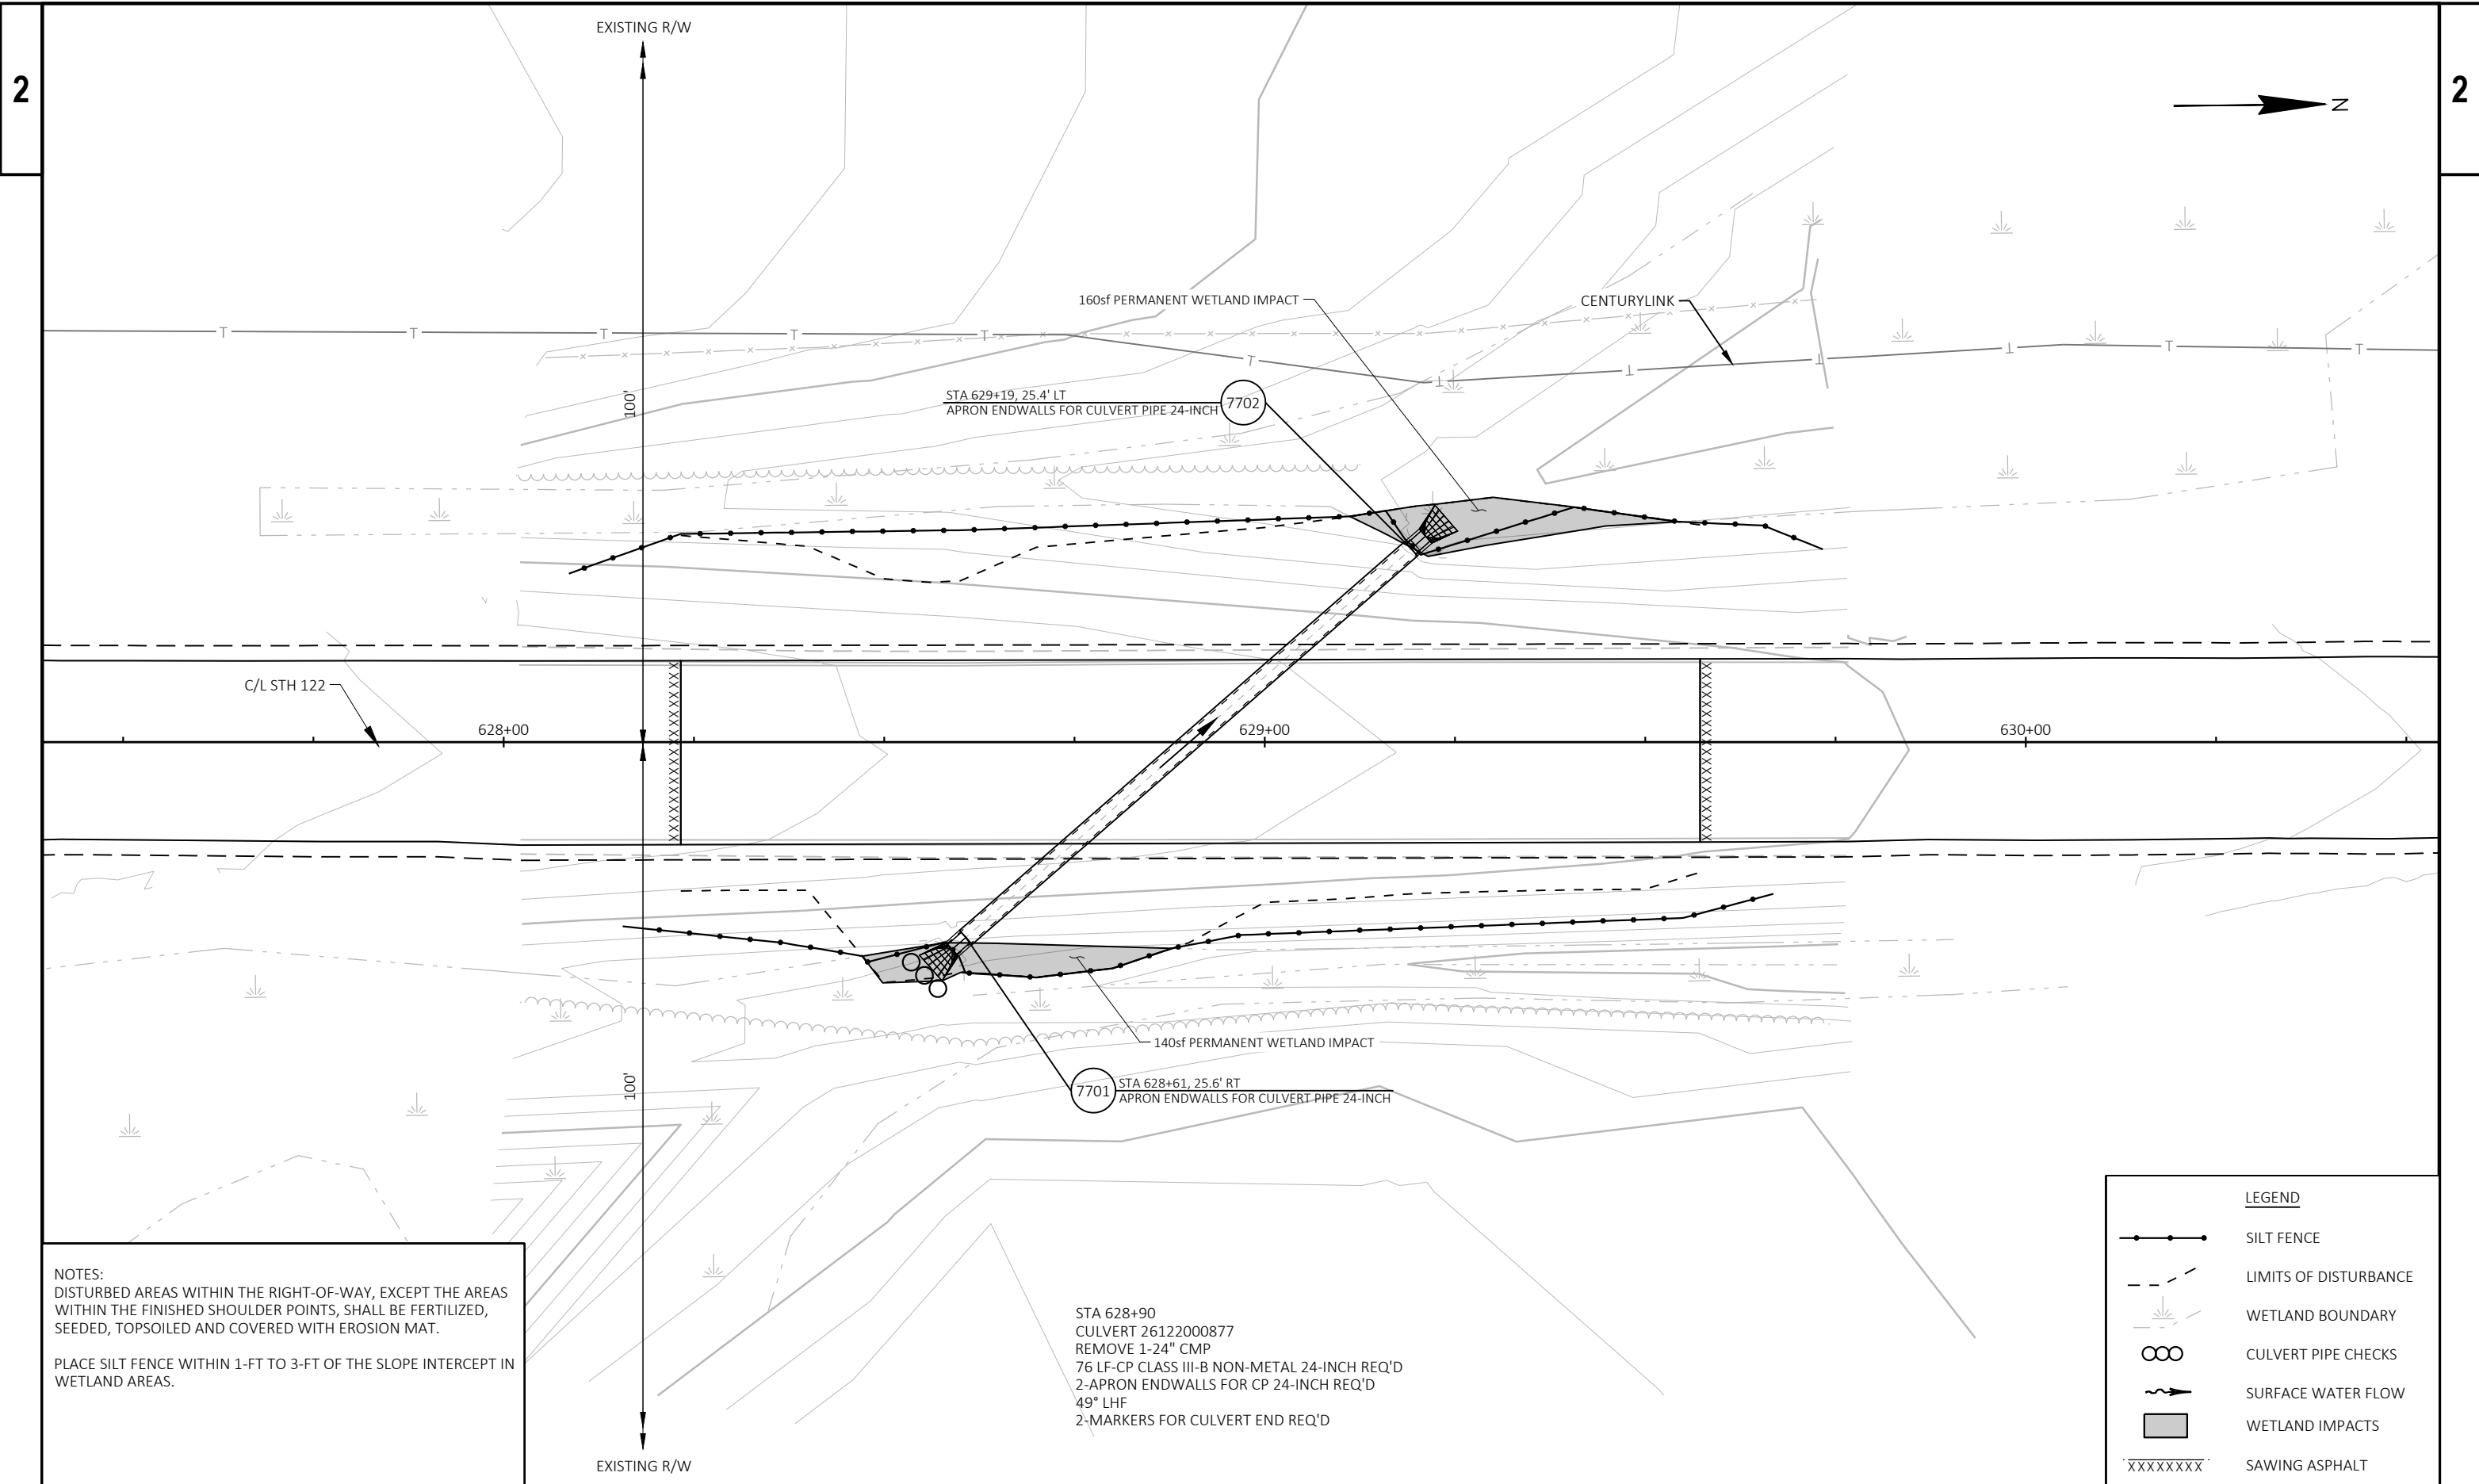 2
2
EXISTING R/W
N
160sf PERMANENT WETLAND IMPACT
CENTURYLINK
T T T T T T T T T T T T
100'
STA 629+19, 25.4' LT
APRON ENDWALLS FOR CULVERT PIPE 24-INCH
7702
C/L STH 122
628+00
629+00
630+00
140sf PERMANENT WETLAND IMPACT
100'
7701
STA 628+61, 25.6' RT
APRON ENDWALLS FOR CULVERT PIPE 24-INCH
NOTES:
DISTURBED AREAS WITHIN THE RIGHT-OF-WAY, EXCEPT THE AREAS
WITHIN THE FINISHED SHOULDER POINTS, SHALL BE FERTILIZED,
SEEDED, TOPSOILED AND COVERED WITH EROSION MAT.
PLACE SILT FENCE WITHIN 1-FT TO 3-FT OF THE SLOPE INTERCEPT IN
WETLAND AREAS.
STA 628+90
CULVERT 26122000877
REMOVE 1-24" CMP
76 LF-CP CLASS III-B NON-METAL 24-INCH REQ'D
2-APRON ENDWALLS FOR CP 24-INCH REQ'D
49° LHF
2-MARKERS FOR CULVERT END REQ'D
EXISTING R/W
LEGEND
SILT FENCE
LIMITS OF DISTURBANCE
WETLAND BOUNDARY
CULVERT PIPE CHECKS
SURFACE WATER FLOW
WETLAND IMPACTS
XXXXXXXX SAWING ASPHALT